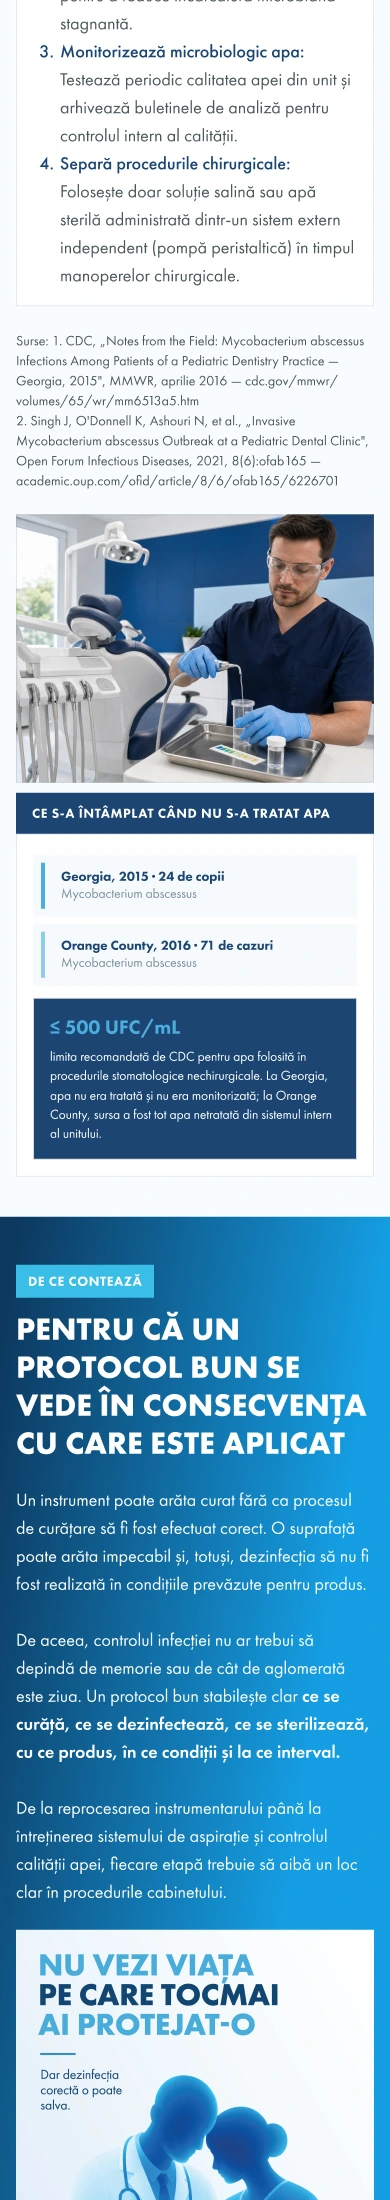 stagnantă.
3. Monitorizează microbiologic apa:
Testează periodic calitatea apei din unit și
arhivează buletinele de analiză pentru
controlul intern al calității.
4. Separă procedurile chirurgicale:
Folosește doar soluție salină sau apă
sterilă administrată dintr-un sistem extern
independent (pompă peristaltică) în timpul
manoperelor chirurgicale.
Surse: 1. CDC, „Notes from the Field: Mycobacterium abscessus
Infections Among Patients of a Pediatric Dentistry Practice —
Georgia, 2015", MMWR, aprilie 2016 — cdc.gov/mmwr/
volumes/65/wr/mm6513a5.htm
2. Singh J, O'Donnell K, Ashouri N, et al., „Invasive
Mycobacterium abscessus Outbreak at a Pediatric Dental Clinic",
Open Forum Infectious Diseases, 2021, 8(6):ofab165 —
academic.oup.com/ofid/article/8/6/ofab165/6226701
CE S-A ÎNTÂMPLAT CÂND NU S-A TRATAT APA
Georgia, 2015 • 24 de copii
Mycobacterium abscessus
Orange County, 2016 • 71 de cazuri
Mycobacterium abscessus
≤ 500 UFC/mL
limita recomandată de CDC pentru apa folosită în
procedurile stomatologice nechirurgicale. La Georgia,
apa nu era tratată și nu era monitorizată; la Orange
County, sursa a fost tot apa netratată din sistemul intern
al unitului.
DE CE CONTEAZĂ
PENTRU CĂ UN
PROTOCOL BUN SE
VEDE ÎN CONSECVENȚA
CU CARE ESTE APLICAT
Un instrument poate arăta curat fără ca procesul
de curățare să fi fost efectuat corect. O suprafață
poate arăta impecabil și, totuși, dezinfecția să nu fi
fost realizată în condițiile prevăzute pentru produs.
De aceea, controlul infecției nu ar trebui să
depindă de memorie sau de cât de aglomerată
este ziua. Un protocol bun stabilește clar ce se
curăță, ce se dezinfectează, ce se sterilizează,
cu ce produs, în ce condiții și la ce interval.
De la reprocesarea instrumentarului până la
întreținerea sistemului de aspirație și controlul
calității apei, fiecare etapă trebuie să aibă un loc
clar în procedurile cabinetului.
NU VEZI VIAȚA
PE CARE TOCMAI
AI PROTEJAT-O
Dar dezinfecția
corectă o poate
salva.